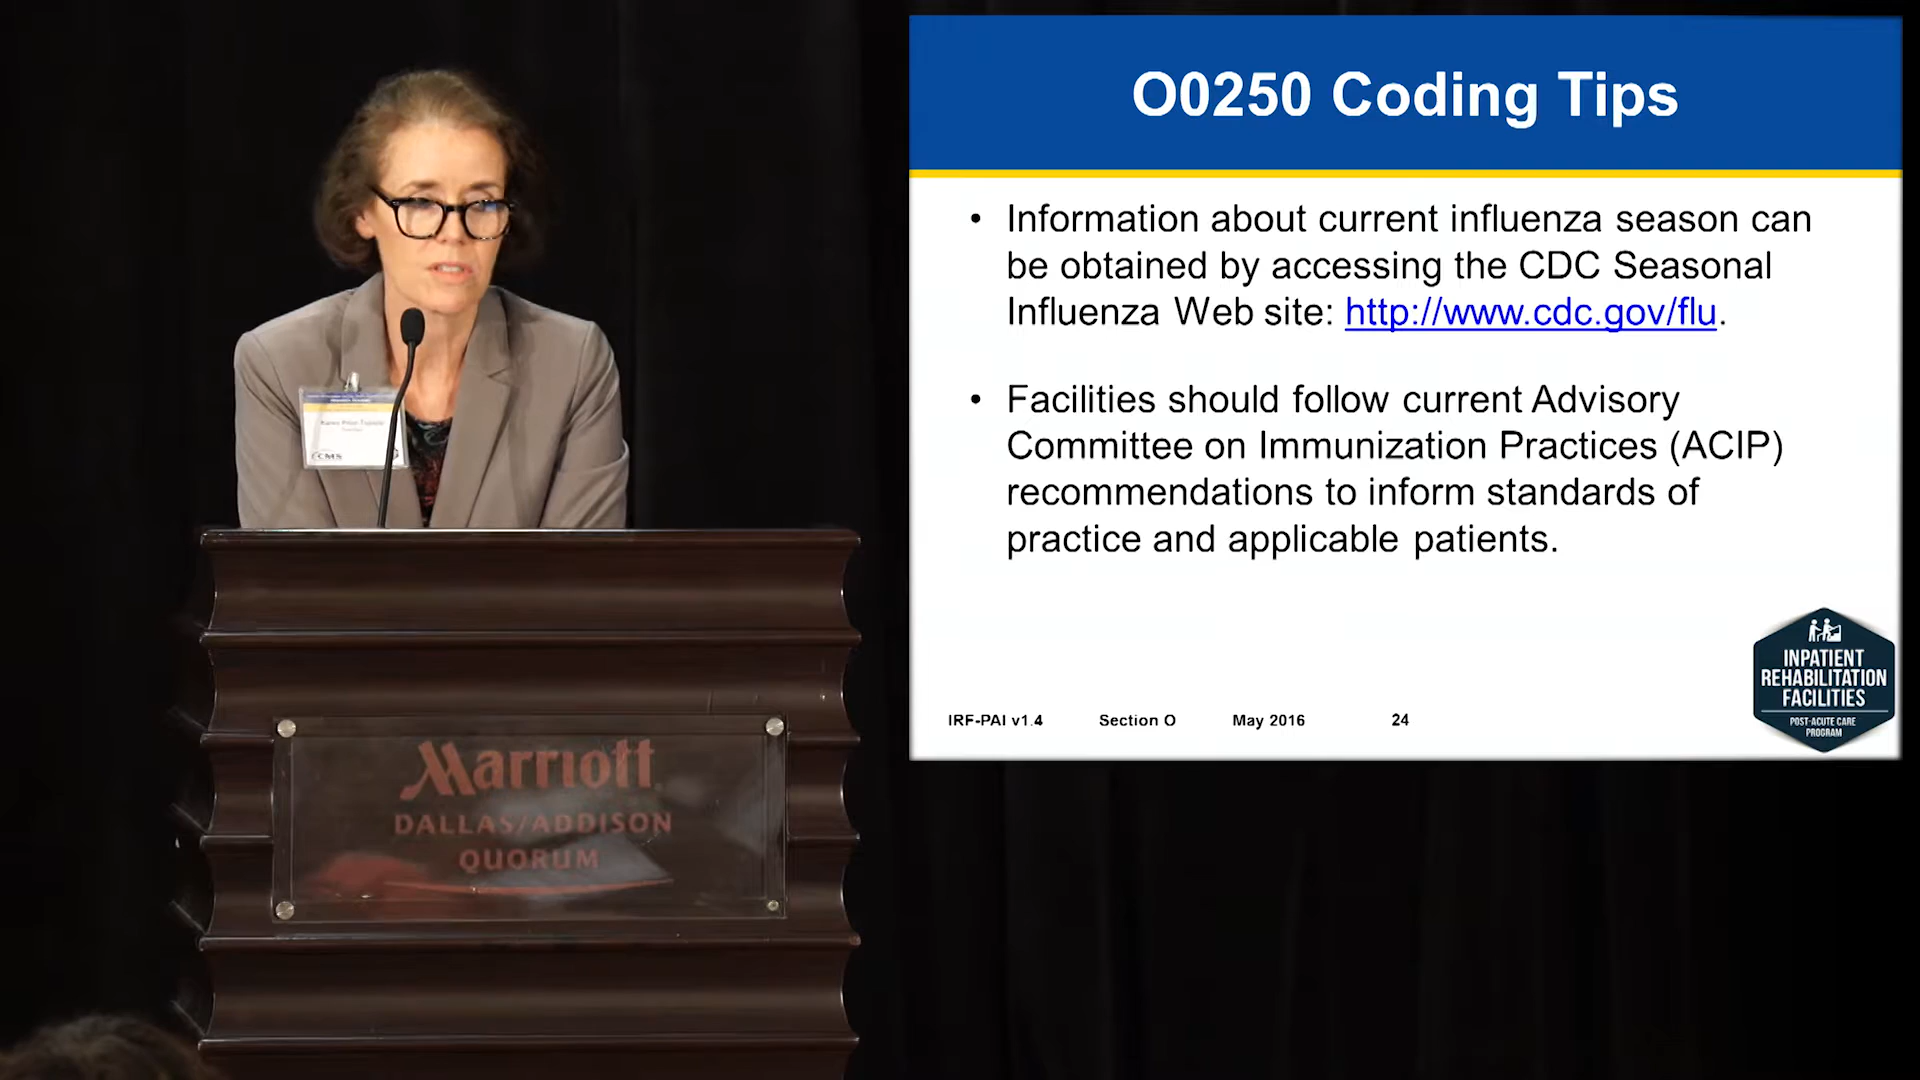 O0250 Coding Tips
• Information about current influenza season can
be obtained by accessing the CDC Seasonal
Influenza Web site: http://www.cdc.gov/flu.
• Facilities should follow current Advisory
Committee on Immunization Practices (ACIP)
recommendations to inform standards of
practice and applicable patients.
IRF-PAI v1.4 Section O May 2016 24
INPATIENT
REHABILITATION
FACILITIES
POST-ACUTE CARE
PROGRAM
CMS
Marriott
DALLAS/ADDISON
QUORUM